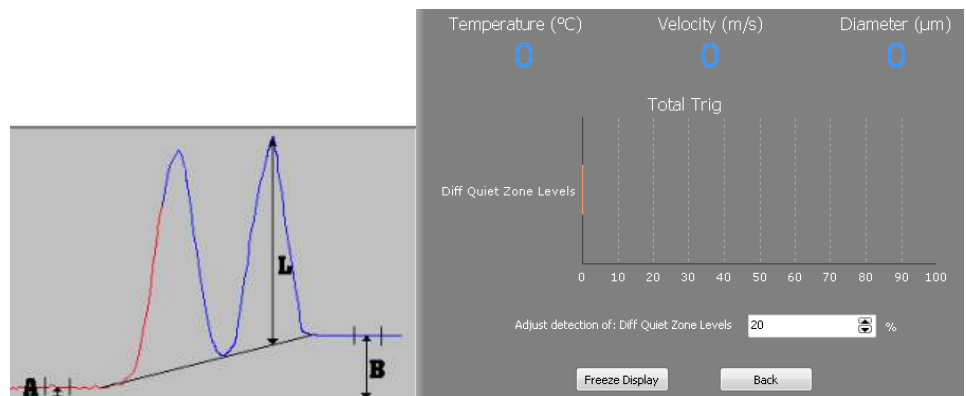 Temperature (ºC) Velocity (m/s) Diameter (µm)
0 0 0
Total Trig
Diff Quiet Zone Levels
0 10 20 30 40 50 60 70 80 90 100
Adjust detection of: Diff Quiet Zone Levels 20 %
Freeze Display Back
L
B
A